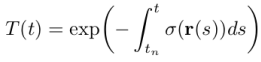 T(t) = exp(−∫_{t_n}^{t} σ(𝐫(s))ds)